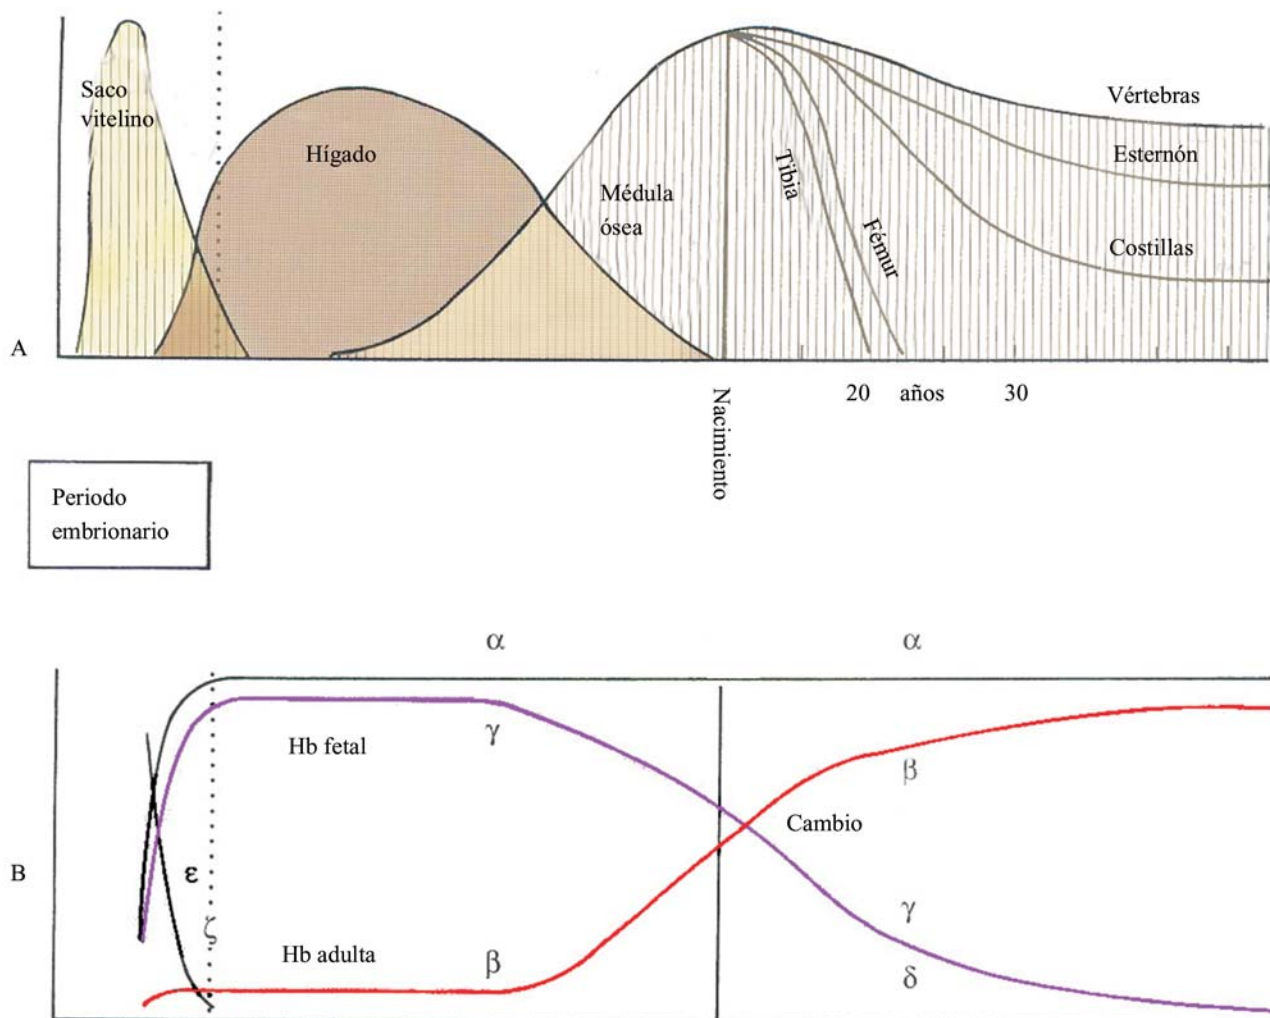 Saco
vitelino
Hígado
Médula
ósea
Tibia
Fémur
Vértebras
Esternón
Costillas
A
Nacimiento
20 años 30
Periodo
embrionario
α α
γ
Hb fetal
β
Cambio
B
ε
ζ
γ
Hb adulta
β
δ